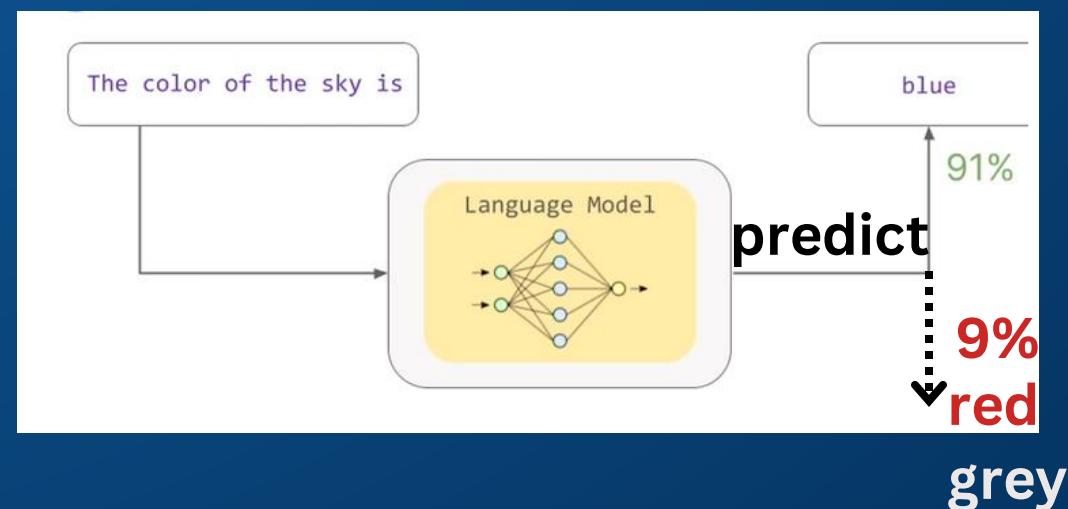 The color of the sky is
blue
91%
Language Model
predict
9%
red
grey